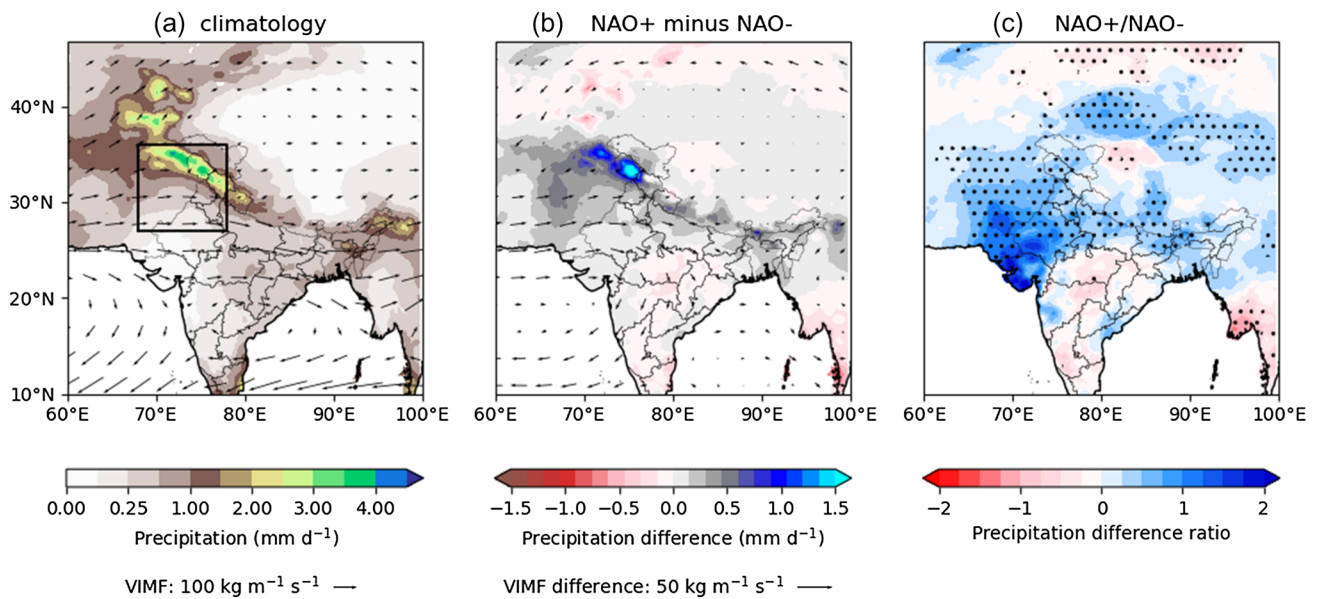 (a) climatology
(b) NAO+ minus NAO-
(c) NAO+/NAO-
40°N
30°N
20°N
10°N
60°E 70°E 80°E 90°E 100°E
60°E 70°E 80°E 90°E 100°E
60°E 70°E 80°E 90°E 100°E
0.00 0.25 1.00 2.00 3.00 4.00
Precipitation (mm d⁻¹)
VIMF: 100 kg m⁻¹ s⁻¹
−1.5 −1.0 −0.5 0.0 0.5 1.0 1.5
Precipitation difference (mm d⁻¹)
VIMF difference: 50 kg m⁻¹ s⁻¹
−2 −1 0 1 2
Precipitation difference ratio